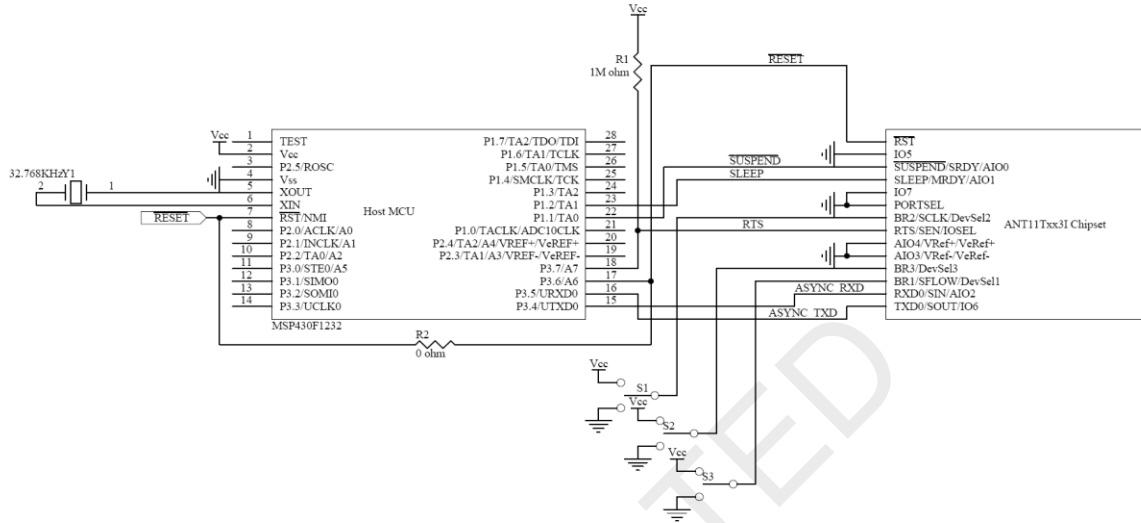 Vcc
R1
1M ohm
RESET
Vcc
1 TEST
2 Vcc
3 P2.5/ROSC
4 Vss
5 XOUT
6 XIN
7 RST/NMI
8 P2.0/ACLK/A0
9 P2.1/INCLK/A1
10 P2.2/TA0/A2
11 P3.0/STE0/A5
12 P3.1/SIMO0
13 P3.2/SOMI0
14 P3.3/UCLK0
32.768KHzY1
2 1
RESET
Host MCU
P1.7/TA2/TDO/TDI 28
P1.6/TA1/TCLK 27
P1.5/TA0/TMS 26
P1.4/SMCLK/TCK 25
P1.3/TA2 24
P1.2/TA1 23
P1.1/TA0 22
P1.0/TACLK/ADC10CLK 21
P2.4/TA2/A4/VREF+/VeREF+ 20
P2.3/TA1/A3/VREF-/VeREF- 19
P3.7/A7 18
P3.6/A6 17
P3.5/URXD0 16
P3.4/UTXD0 15
MSP430F1232
SUSPEND
SLEEP
RTS
ASYNC RXD
ASYNC TXD
RST
IO5
SUSPEND/SRDY/AIO0
SLEEP/MRDY/AIO1
IO7
PORTSEL
BR2/SCLK/DevSel2
RTS/SEN/IOSEL
AIO4/VRef+/VeRef+
AIO3/VRef-/VeRef-
BR3/DevSel3
BR1/SFLOW/DevSel1
RXD0/SIN/AIO2
TXD0/SOUT/IO6
ANT11Txx3I Chipset
R2
0 ohm
Vcc
S1
Vcc
S2
Vcc
S3
TED